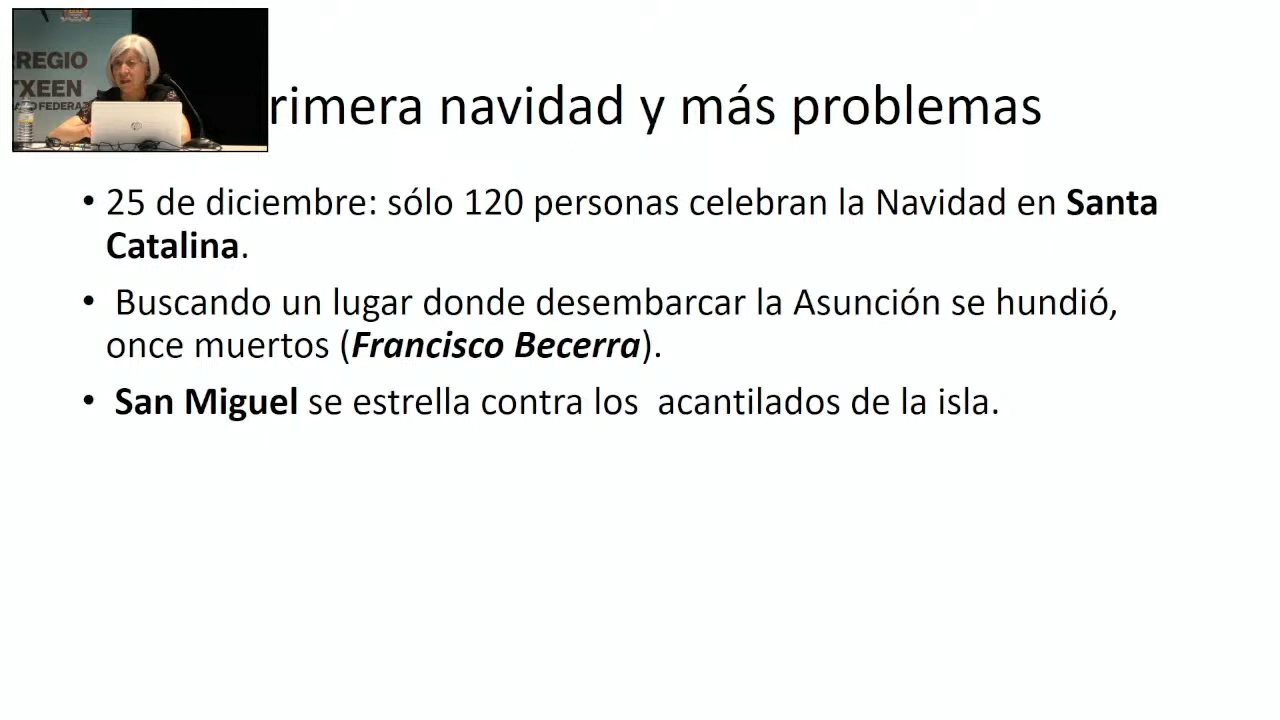 RREGIO
TXEEN
rimera navidad y más problemas
• 25 de diciembre: sólo 120 personas celebran la Navidad en Santa
Catalina.
• Buscando un lugar donde desembarcar la Asunción se hundió,
once muertos (Francisco Becerra).
• San Miguel se estrella contra los acantilados de la isla.